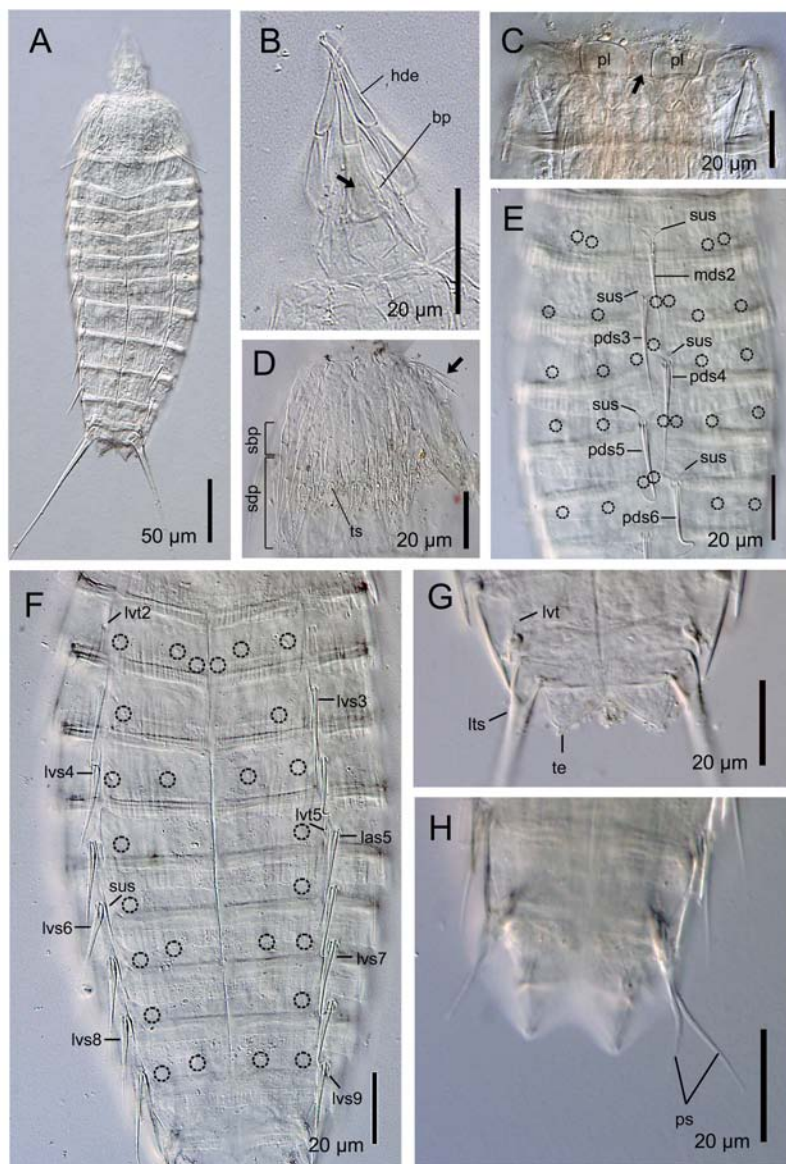 A
50 µm
B
hde
bp
20 µm
C
pl pl
20 µm
D
sbp
sdp
ts
20 µm
E
sus
mds2
sus
pds3
sus
pds4
sus
pds5
sus
pds6
20 µm
F
lvt2
lvs3
lvs4
lvt5
las5
sus
lvs6
lvs7
lvs8
lvs9
20 µm
G
lvt
lts
te
20 µm
H
ps
20 µm